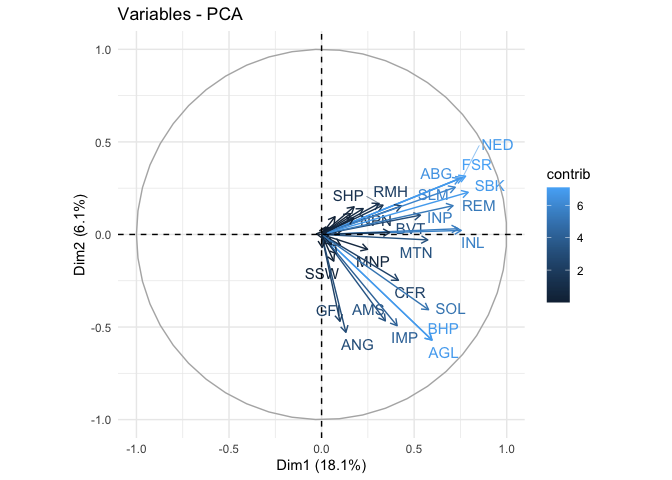 Variables - PCA
1.0
0.5
0.0
-0.5
-1.0
Dim2 (6.1%)
NED
FSR
ABG
SBK
SHP
RMH
SLM
REM
NPN
INP
BVT
INL
MTN
MNP
SSW
CFR
GFI
AMS
SOL
IMP
BHP
ANG
AGL
-1.0 -0.5 0.0 0.5 1.0
Dim1 (18.1%)
contrib
6
4
2